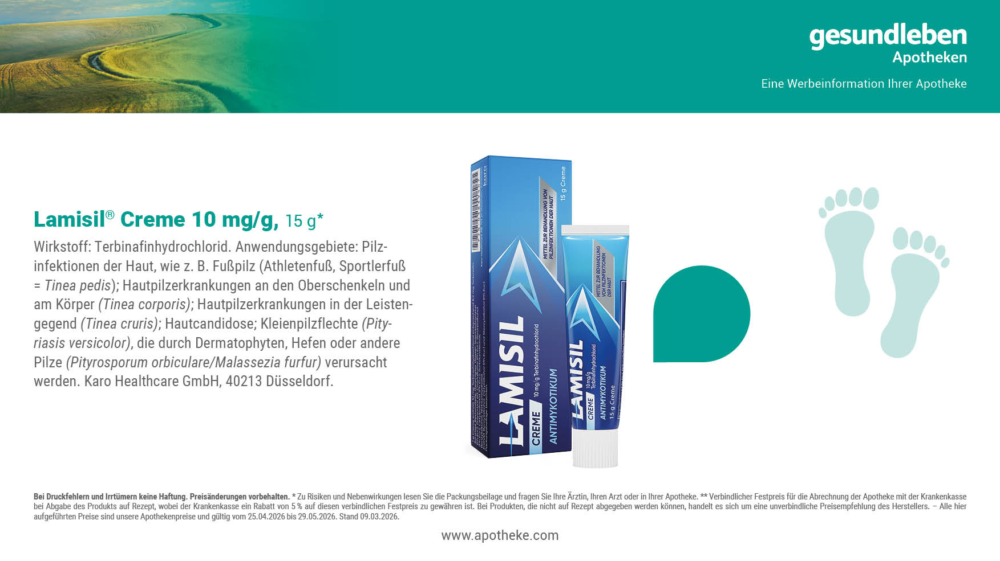 gesundleben
Apotheken
Eine Werbeinformation Ihrer Apotheke
Lamisil® Creme 10 mg/g, 15 g*
Wirkstoff: Terbinafinhydrochlorid. Anwendungsgebiete: Pilz-
infektionen der Haut, wie z. B. Fußpilz (Athletenfuß, Sportlerfuß
= Tinea pedis); Hautpilzerkrankungen an den Oberschenkeln und
am Körper (Tinea corporis); Hautpilzerkrankungen in der Leisten-
gegend (Tinea cruris); Hautcandidose; Kleienpilzflechte (Pity-
riasis versicolor), die durch Dermatophyten, Hefen oder andere
Pilze (Pityrosporum orbiculare/Malassezia furfur) verursacht
werden. Karo Healthcare GmbH, 40213 Düsseldorf.
karo
15 g Creme
MITTEL ZUR BEHANDLUNG VON
PILZINFEKTIONEN DER HAUT
LAMISIL
10 mg/g Terbinafinhydrochlorid
CREME
ANTIMYKOTIKUM
MITTEL ZUR BEHANDLUNG
VON PILZINFEKTIONEN
DER HAUT
LAMISIL
10 mg/g
Terbinafinhydrochlorid
CREME
ANTIMYKOTIKUM
15 g Creme
Bei Druckfehlern und Irrtümern keine Haftung. Preisänderungen vorbehalten. * Zu Risiken und Nebenwirkungen lesen Sie die Packungsbeilage und fragen Sie Ihre Ärztin, Ihren Arzt oder in Ihrer Apotheke. ** Verbindlicher Festpreis für die Abrechnung der Apotheke mit der Krankenkasse
bei Abgabe des Produkts auf Rezept, wobei der Krankenkasse ein Rabatt von 5 % auf diesen verbindlichen Festpreis zu gewähren ist. Bei Produkten, die nicht auf Rezept abgegeben werden können, handelt es sich um eine unverbindliche Preisempfehlung des Herstellers. – Alle hier
aufgeführten Preise sind unsere Apothekenpreise und gültig vom 25.04.2026 bis 29.05.2026. Stand 09.03.2026.
www.apotheke.com